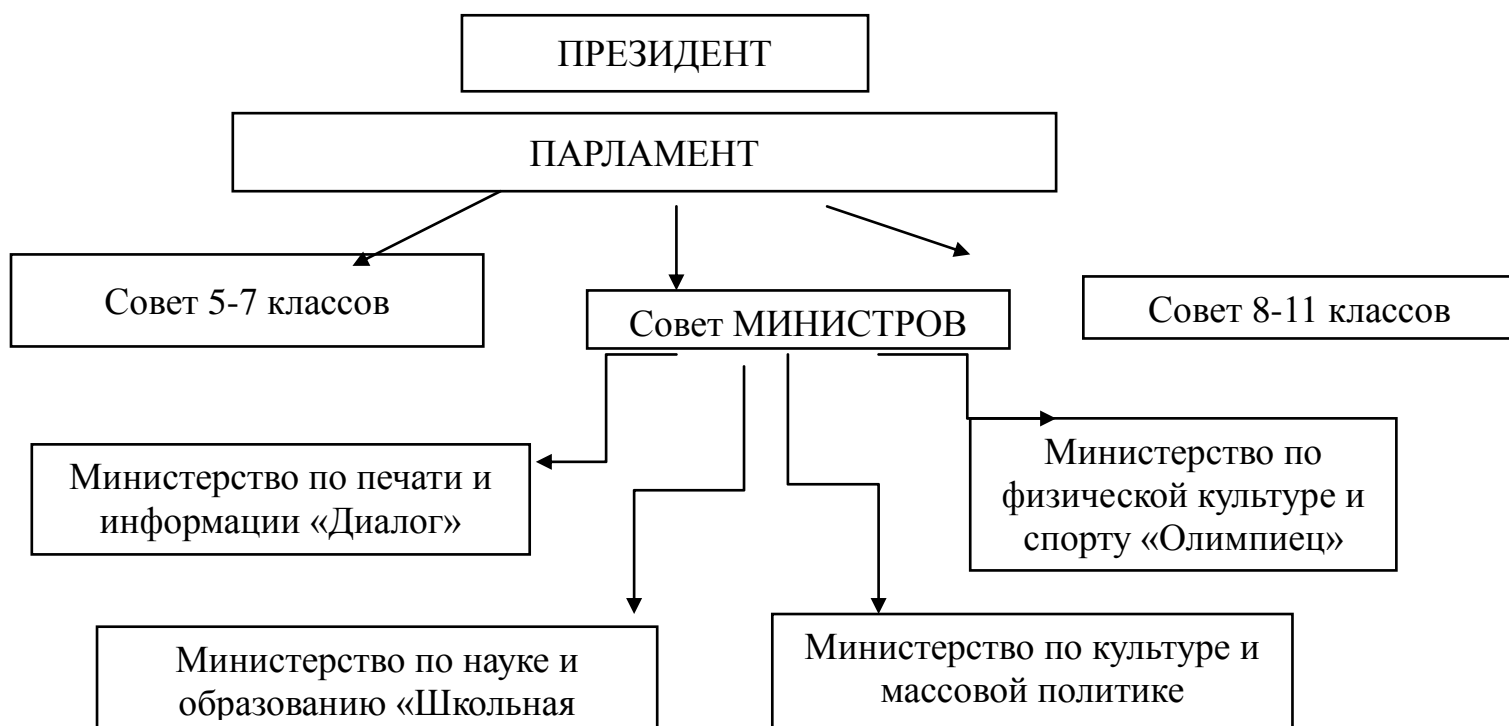 ПРЕЗИДЕНТ
ПАРЛАМЕНТ
Совет 5-7 классов
Совет МИНИСТРОВ
Совет 8-11 классов
Министерство по печати и
информации «Диалог»
Министерство по
физической культуре и
спорту «Олимпиец»
Министерство по науке и
образованию «Школьная
Министерство по культуре и
массовой политике